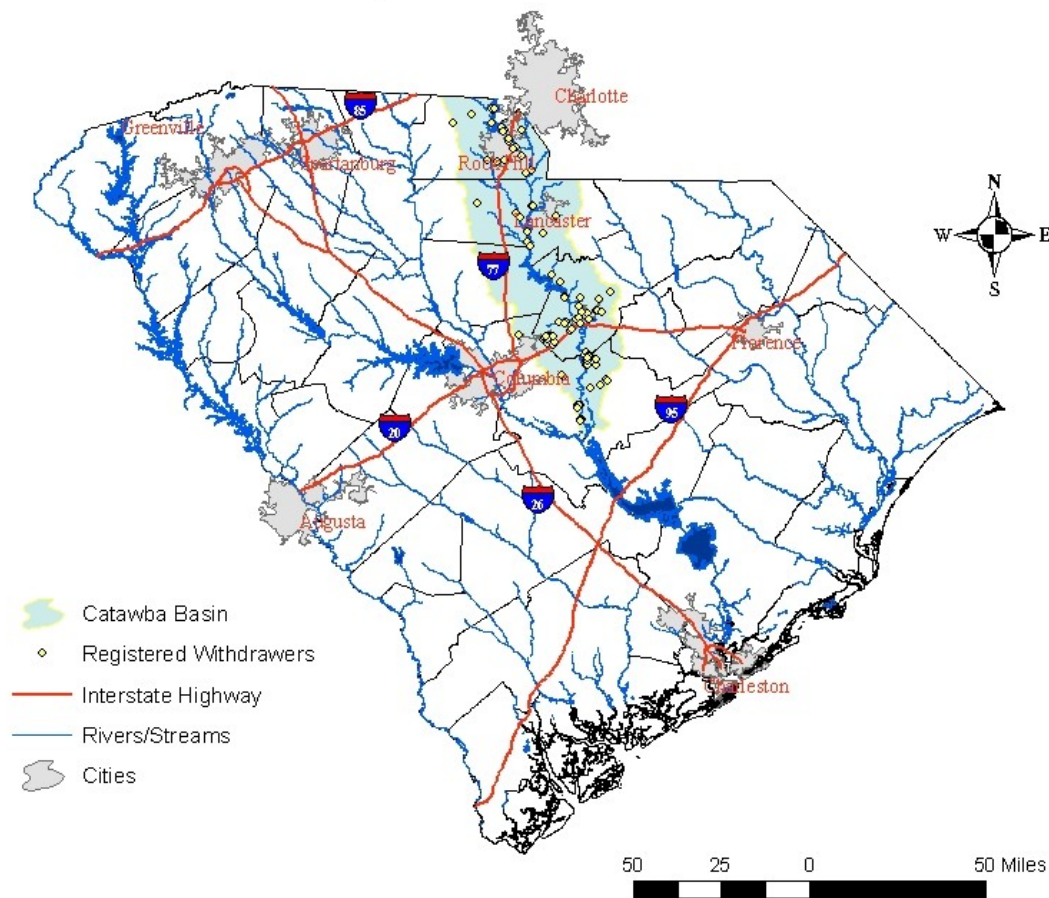 Charlotte
85
Greenville
Spartanburg
Rock Hill
N
Lancaster
W
E
S
77
Florence
Columbia
95
20
26
Augusta
Catawba Basin
Registered Withdrawers
Charleston
Interstate Highway
Rivers/Streams
Cities
50 25 0 50 Miles